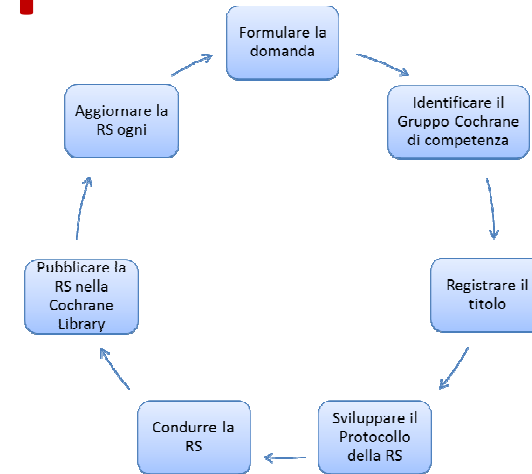 Formulare la
domanda
Identificare il
Gruppo Cochrane
di competenza
Registrare il
titolo
Sviluppare il
Protocollo
della RS
Condurre la
RS
Pubblicare la
RS nella
Cochrane
Library
Aggiornare la
RS ogni